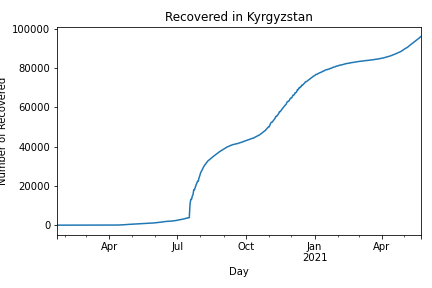 Recovered in Kyrgyzstan
Number of Recovered
100000
80000
60000
40000
20000
0
Apr
Jul
Oct
Jan
2021
Apr
Day